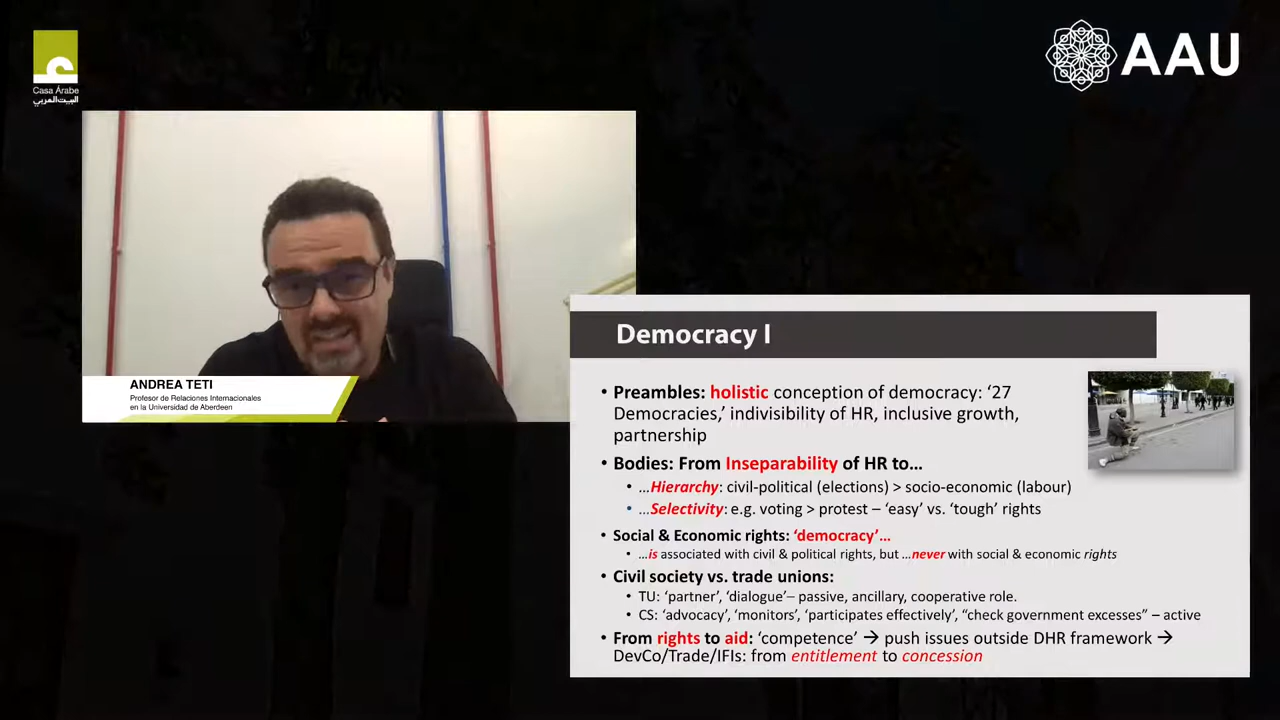 Casa Árabe
البيت العربي
AAU
ANDREA TETI
Profesor de Relaciones Internacionales
en la Universidad de Aberdeen
Democracy I
• Preambles: holistic conception of democracy: ‘27
Democracies,’ indivisibility of HR, inclusive growth,
partnership
• Bodies: From Inseparability of HR to…
• …Hierarchy: civil-political (elections) > socio-economic (labour)
• …Selectivity: e.g. voting > protest – ‘easy’ vs. ‘tough’ rights
• Social & Economic rights: ‘democracy’…
• …is associated with civil & political rights, but …never with social & economic rights
• Civil society vs. trade unions:
• TU: ‘partner’, ‘dialogue’– passive, ancillary, cooperative role.
• CS: ‘advocacy’, ‘monitors’, ‘participates effectively’, “check government excesses” – active
• From rights to aid: ‘competence’ → push issues outside DHR framework →
DevCo/Trade/IFIs: from entitlement to concession